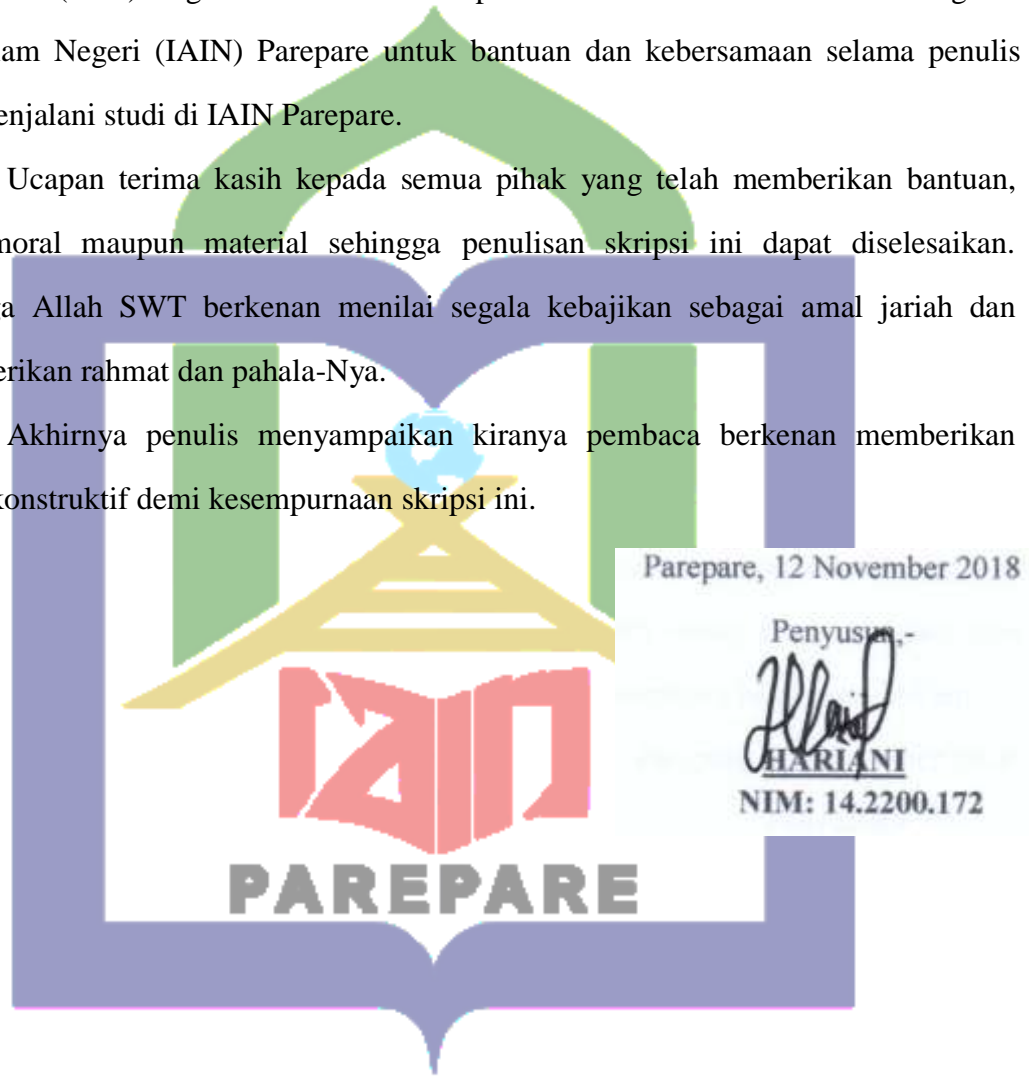 lam Negeri (IAIN) Parepare untuk bantuan dan kebersamaan selama penulis
enjalani studi di IAIN Parepare.
Ucapan terima kasih kepada semua pihak yang telah memberikan bantuan,
moral maupun material sehingga penulisan skripsi ini dapat diselesaikan.
a Allah SWT berkenan menilai segala kebajikan sebagai amal jariah dan
erikan rahmat dan pahala-Nya.
Akhirnya penulis menyampaikan kiranya pembaca berkenan memberikan
konstruktif demi kesempurnaan skripsi ini.
Parepare, 12 November 2018
Penyusun,-
HARIANI
NIM: 14.2200.172
IAIN
PAREPARE